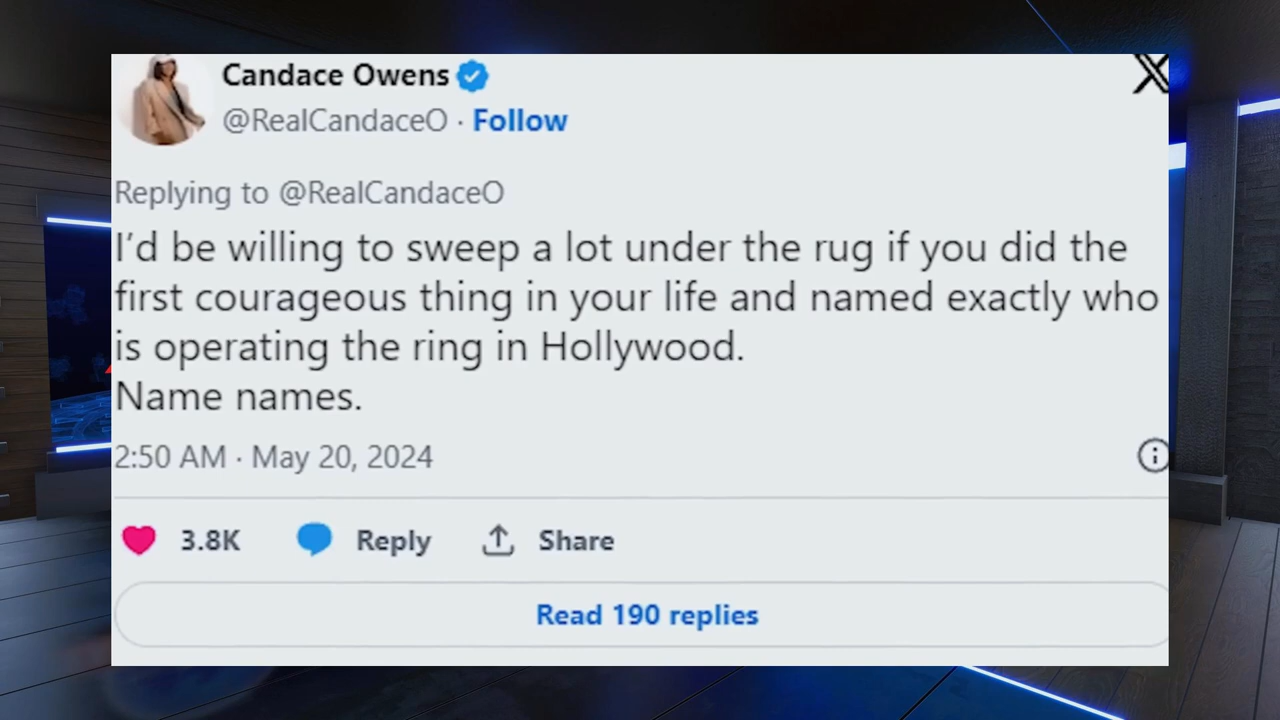 Candace Owens
@RealCandaceO · Follow
Replying to @RealCandaceO
I'd be willing to sweep a lot under the rug if you did the
first courageous thing in your life and named exactly who
is operating the ring in Hollywood.
Name names.
2:50 AM · May 20, 2024
3.8K Reply Share
Read 190 replies